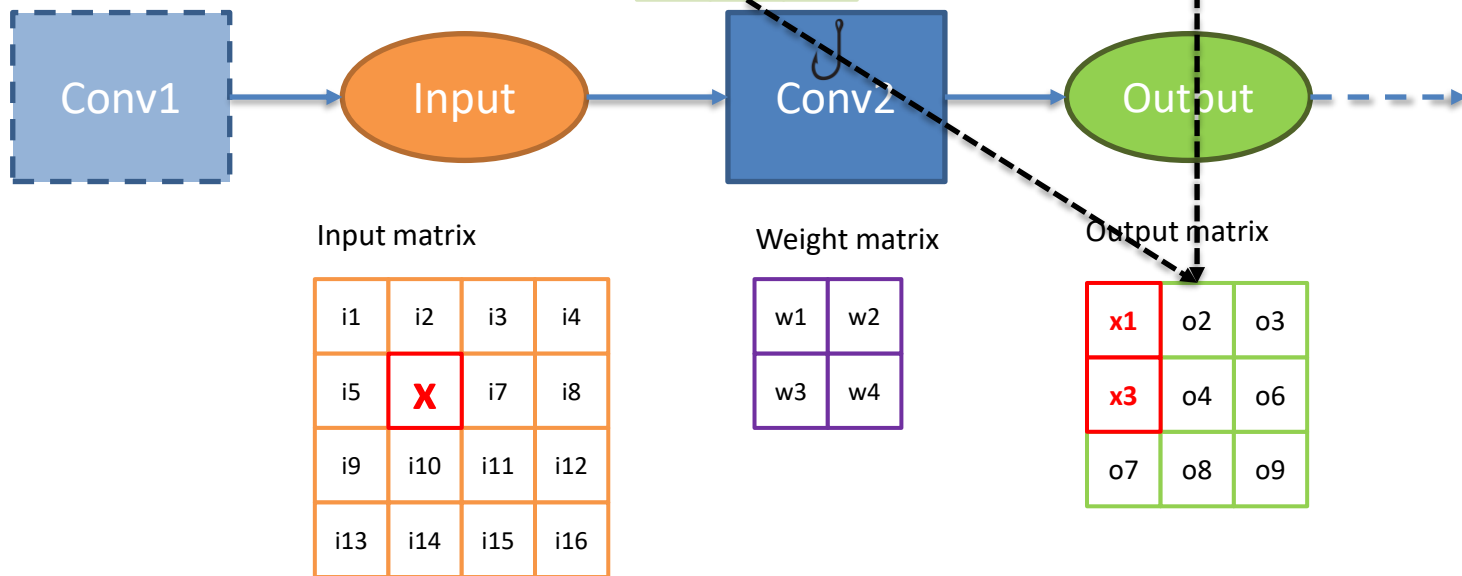 Conv1 Input Conv2 Output
Input matrix Weight matrix Output matrix
i1 i2 i3 i4
i5 X i7 i8
i9 i10 i11 i12
i13 i14 i15 i16
w1 w2
w3 w4
x1 o2 o3
x3 o4 o6
o7 o8 o9